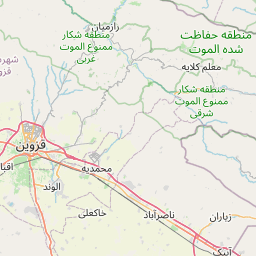 رازمیان
منطقه شکار
ممنوع الموت
غربی
منطقه حفاظت
شده الموت
معلم کلایه
منطقه شکار
ممنوع الموت
شرقی
قزوین
محمدیه
الوند
خاکعلی
ناصرآباد
زیاران
آبیک